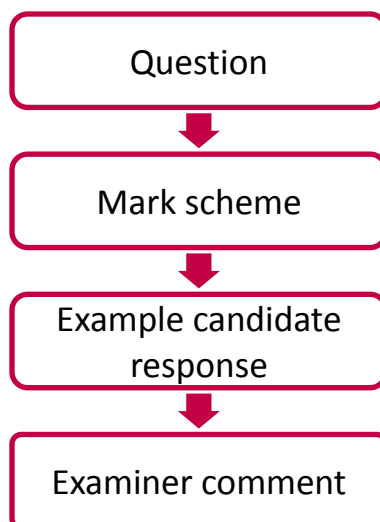 Question
Mark scheme
Example candidate
response
Examiner comment